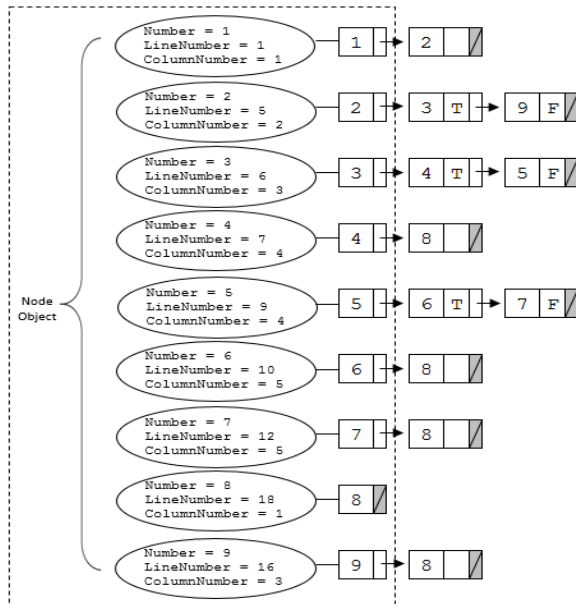 Number = 1
LineNumber = 1
ColumnNumber = 1
1 2
Number = 2
LineNumber = 5
ColumnNumber = 2
2 3 T 9 F
Number = 3
LineNumber = 6
ColumnNumber = 3
3 4 T 5 F
Number = 4
LineNumber = 7
ColumnNumber = 4
4 8
Node
Object
Number = 5
LineNumber = 9
ColumnNumber = 4
5 6 T 7 F
Number = 6
LineNumber = 10
ColumnNumber = 5
6 8
Number = 7
LineNumber = 12
ColumnNumber = 5
7 8
Number = 8
LineNumber = 18
ColumnNumber = 1
8
Number = 9
LineNumber = 16
ColumnNumber = 3
9 8